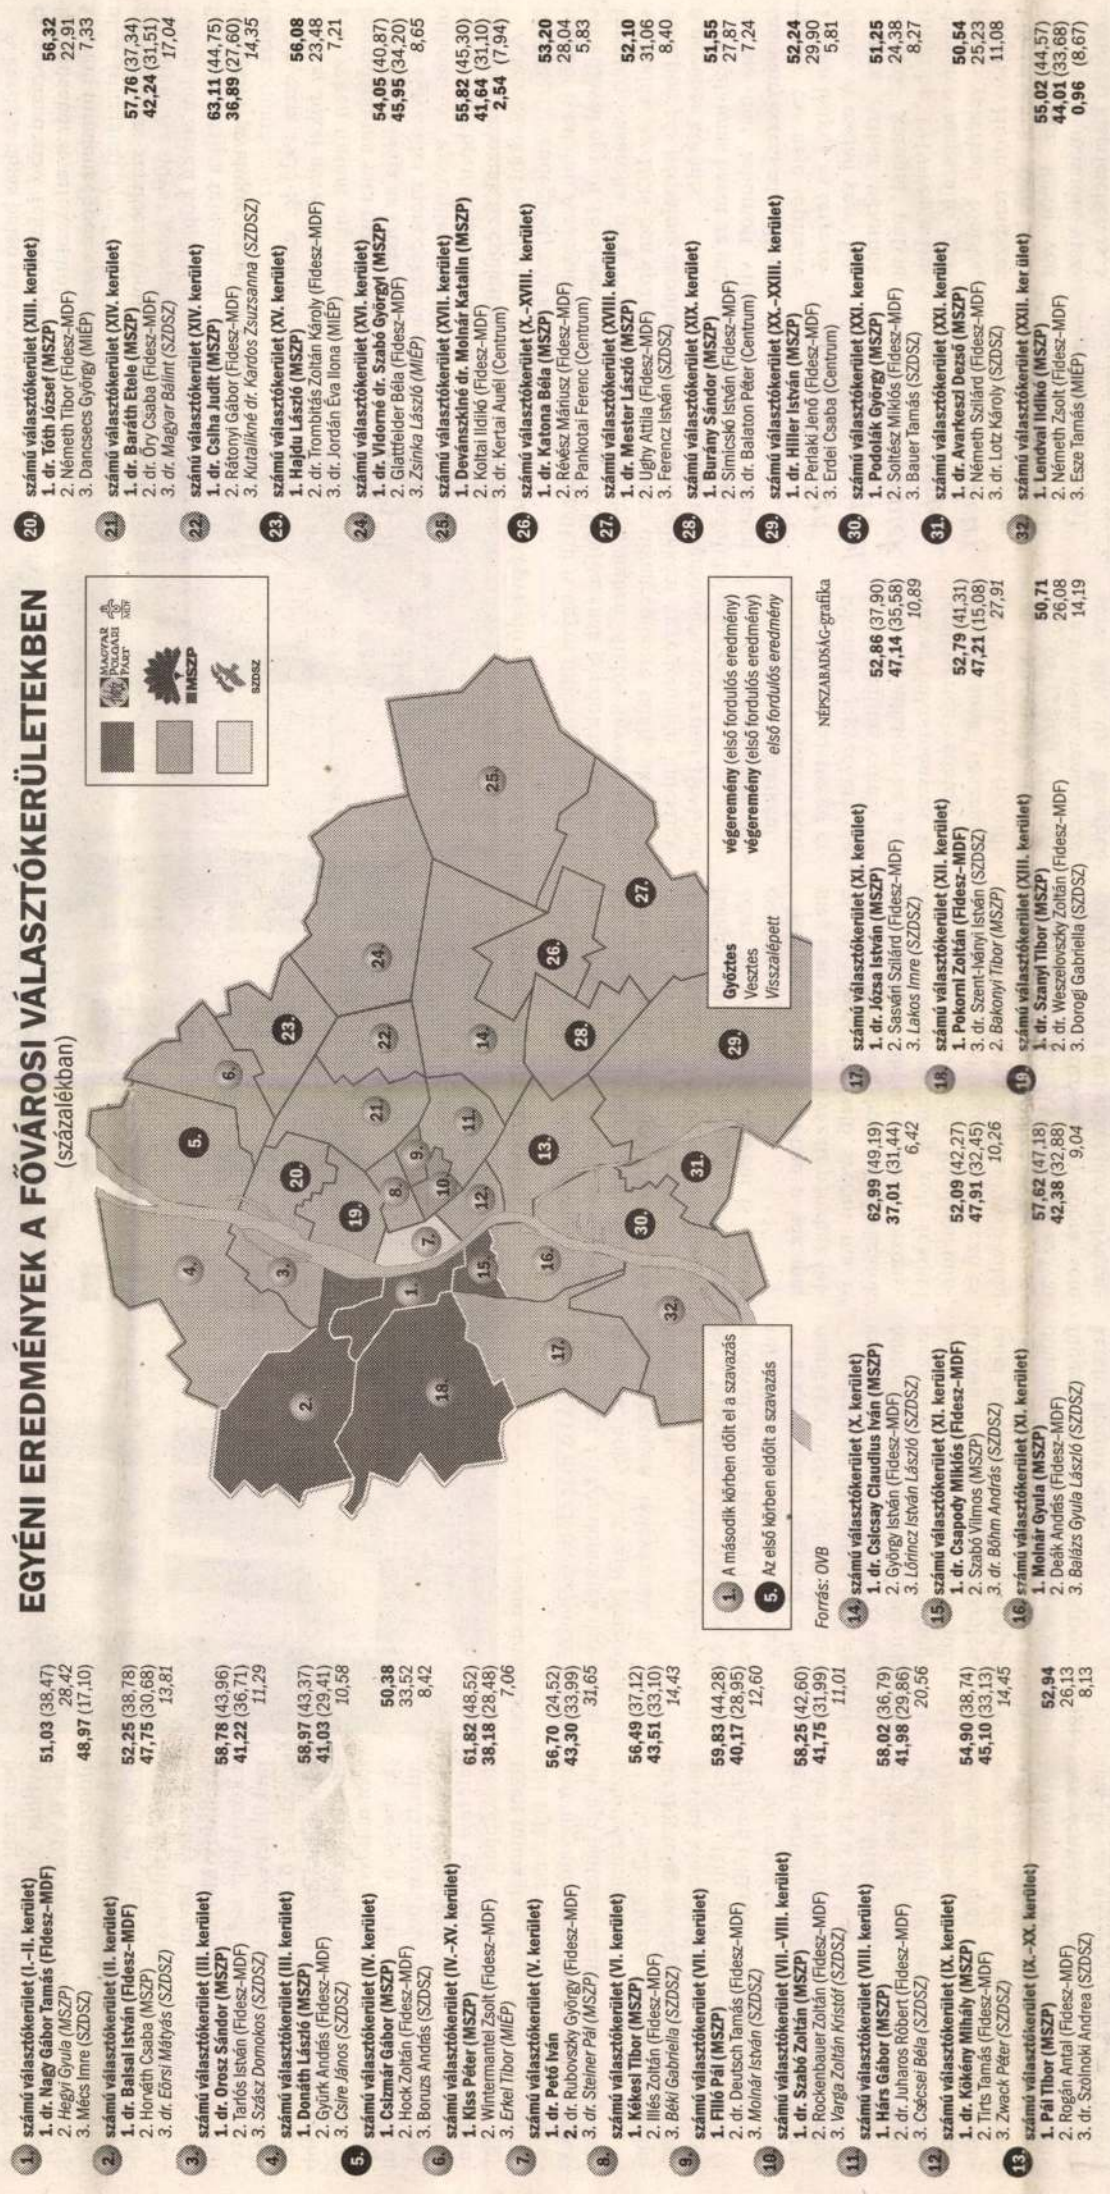 EGYÉNI EREDMÉNYEK A FŐVÁROSI VÁLASZTÓKERÜLETEKBEN
(százalékban)
1. számú választókerület (I.–II. kerület)
1. dr. Nagy Gábor Tamás (Fidesz–MDF) 51,03 (38,47)
2. Hegyi Gyula (MSZP) 28,42
3. Mécs Imre (SZDSZ) 48,97 (17,10)
2. számú választókerület (II. kerület)
1. dr. Balsai István (Fidesz–MDF) 52,25 (38,78)
2. Horváth Csaba (MSZP) 47,75 (30,68)
3. dr. Eörsi Mátyás (SZDSZ) 13,81
3. számú választókerület (III. kerület)
1. dr. Orosz Sándor (MSZP) 58,78 (43,96)
2. Tarlós István (Fidesz–MDF) 41,22 (36,71)
3. Szász Domokos (SZDSZ) 11,29
4. számú választókerület (III. kerület)
1. Donáth László (MSZP) 58,97 (43,37)
2. Gyürk András (Fidesz–MDF) 41,03 (29,41)
3. Csire János (SZDSZ) 10,58
5. számú választókerület (IV. kerület)
1. Csizmár Gábor (MSZP) 50,38
2. Hock Zoltán (Fidesz–MDF) 33,52
3. Boruzs András (SZDSZ) 8,42
6. számú választókerület (IV.–XV. kerület)
1. Kiss Péter (MSZP) 61,82 (48,52)
2. Wintermantel Zsolt (Fidesz–MDF) 38,18 (28,48)
3. Erkel Tibor (MIÉP) 7,06
7. számú választókerület (V. kerület)
1. dr. Pető Iván 56,70 (24,52)
2. dr. Rubovszky György (Fidesz–MDF) 43,30 (33,99)
3. dr. Steiner Pál (MSZP) 31,65
8. számú választókerület (VI. kerület)
1. Kékesi Tibor (MSZP) 56,49 (37,12)
2. Illés Zoltán (Fidesz–MDF) 43,51 (33,10)
3. Béki Gabriella (SZDSZ) 14,43
9. számú választókerület (VII. kerület)
1. Filló Pál (MSZP) 59,83 (44,28)
2. dr. Deutsch Tamás (Fidesz–MDF) 40,17 (28,95)
3. Molnár István (SZDSZ) 12,60
10. számú választókerület (VII.–VIII. kerület)
1. dr. Szabó Zoltán (MSZP) 58,25 (42,60)
2. Rockenbauer Zoltán (Fidesz–MDF) 41,75 (31,99)
3. Varga Zoltán Kristóf (SZDSZ) 11,01
11. számú választókerület (VIII. kerület)
1. Hárs Gábor (MSZP) 58,02 (36,79)
2. dr. Juharos Róbert (Fidesz–MDF) 41,98 (29,86)
3. Csécsei Béla (SZDSZ) 20,56
12. számú választókerület (IX. kerület)
1. dr. Kökény Mihály (MSZP) 54,90 (38,74)
2. Tirts Tamás (Fidesz–MDF) 45,10 (33,13)
3. Zwack Péter (SZDSZ) 14,45
13. számú választókerület (IX.–XX. kerület)
1. Pál Tibor (MSZP) 52,94
2. Rogán Antal (Fidesz–MDF) 26,13
3. dr. Szolnoki Andrea (SZDSZ) 8,13
MAGYAR POLGÁRI PÁRT MDF
MSZP
SZDSZ
1. 2. 3. 4. 5. 6. 7. 8. 9. 10. 11. 12. 13. 14. 15. 16. 17. 18. 19. 20. 21. 22. 23. 24. 25. 26. 27. 28. 29. 30. 31. 32.
1. A második körben dőlt el a szavazás
5. Az első körben eldőlt a szavazás
Győztes végeremény (első fordulós eredmény)
Vesztes végeremény (első fordulós eredmény)
Visszalépett első fordulós eredmény
Forrás: OVB
NÉPSZABADSÁG-grafika
14. számú választókerület (X. kerület)
1. dr. Csicsay Claudius Iván (MSZP) 62,99 (49,19)
2. György István (Fidesz–MDF) 37,01 (31,44)
3. Lőrincz István László (SZDSZ) 6,42
15. számú választókerület (XI. kerület)
1. dr. Csapody Miklós (Fidesz–MDF) 52,09 (42,27)
2. Szabó Vilmos (MSZP) 47,91 (32,45)
3. dr. Bőhm András (SZDSZ) 10,26
16. számú választókerület (XI. kerület)
1. Molnár Gyula (MSZP) 57,62 (47,18)
2. Deák András (Fidesz–MDF) 42,38 (32,88)
3. Balázs Gyula László (SZDSZ) 9,04
17. számú választókerület (XI. kerület)
1. dr. Józsa István (MSZP) 52,86 (37,90)
2. Sasvári Szilárd (Fidesz–MDF) 47,14 (35,58)
3. Lakos Imre (SZDSZ) 10,89
18. számú választókerület (XII. kerület)
1. Pokorni Zoltán (Fidesz–MDF) 52,79 (41,31)
3. dr. Szent-Iványi István (SZDSZ) 47,21 (15,08)
2. Bakonyi Tibor (MSZP) 27,91
19. számú választókerület (XIII. kerület)
1. dr. Szanyi Tibor (MSZP) 50,71
2. dr. Weszelovszky Zoltán (Fidesz–MDF) 26,08
3. Dorogi Gabriella (SZDSZ) 14,19
20. számú választókerület (XIII. kerület)
1. dr. Tóth József (MSZP) 56,32
2. Németh Tibor (Fidesz–MDF) 22,91
3. Dancsecs György (MIÉP) 7,33
21. számú választókerület (XIV. kerület)
1. dr. Baráth Etele (MSZP) 57,76 (37,34)
2. dr. Őry Csaba (Fidesz–MDF) 42,24 (31,51)
3. dr. Magyar Bálint (SZDSZ) 17,04
22. számú választókerület (XIV. kerület)
1. dr. Csiha Judit (MSZP) 63,11 (44,75)
2. Rátonyi Gábor (Fidesz–MDF) 36,89 (27,60)
3. Kutalikné dr. Kardos Zsuzsanna (SZDSZ) 14,35
23. számú választókerület (XV. kerület)
1. Hajdu László (MSZP) 56,08
2. dr. Trombitás Zoltán Károly (Fidesz–MDF) 23,48
3. dr. Jordán Éva Ilona (MIÉP) 7,21
24. számú választókerület (XVI. kerület)
1. dr. Vidorné dr. Szabó Györgyi (MSZP) 54,05 (40,87)
2. Glattfelder Béla (Fidesz–MDF) 45,95 (34,20)
3. Zsinka László (MIÉP) 8,65
25. számú választókerület (XVII. kerület)
1. Devánszkiné dr. Molnár Katalin (MSZP) 55,82 (45,30)
2. Koltai Ildikó (Fidesz–MDF) 41,64 (31,10)
3. dr. Kertai Aurel (Centrum) 2,54 (7,94)
26. számú választókerület (X.–XVIII. kerület)
1. dr. Katona Béla (MSZP) 53,20
2. Révész Máriusz (Fidesz–MDF) 28,04
3. Pankotai Ferenc (Centrum) 5,83
27. számú választókerület (XVIII. kerület)
1. dr. Mester László (MSZP) 52,10
2. Ughy Attila (Fidesz–MDF) 31,06
3. Ferencz István (SZDSZ) 8,40
28. számú választókerület (XIX. kerület)
1. Burány Sándor (MSZP) 51,55
2. Simicskó István (Fidesz–MDF) 27,87
3. dr. Balaton Péter (Centrum) 7,24
29. számú választókerület (XX.–XXIII. kerület)
1. dr. Hiller István (MSZP) 52,24
2. Perlaki Jenő (Fidesz–MDF) 29,90
3. Erdei Csaba (Centrum) 5,81
30. számú választókerület (XXI. kerület)
1. Podolák György (MSZP) 51,25
2. Soltész Miklós (Fidesz–MDF) 24,38
3. Bauer Tamás (SZDSZ) 8,27
31. számú választókerület (XXI. kerület)
1. dr. Avarkeszi Dezső (MSZP) 50,54
2. Németh Szilárd (Fidesz–MDF) 25,23
3. dr. Lotz Károly (SZDSZ) 11,08
32. számú választókerület (XXII. ker ület)
1. Lendvai Ildikó (MSZP) 55,02 (44,57)
2. Németh Zsolt (Fidesz–MDF) 44,01 (33,68)
3. Esze Tamás (MIÉP) 0,96 (8,67)